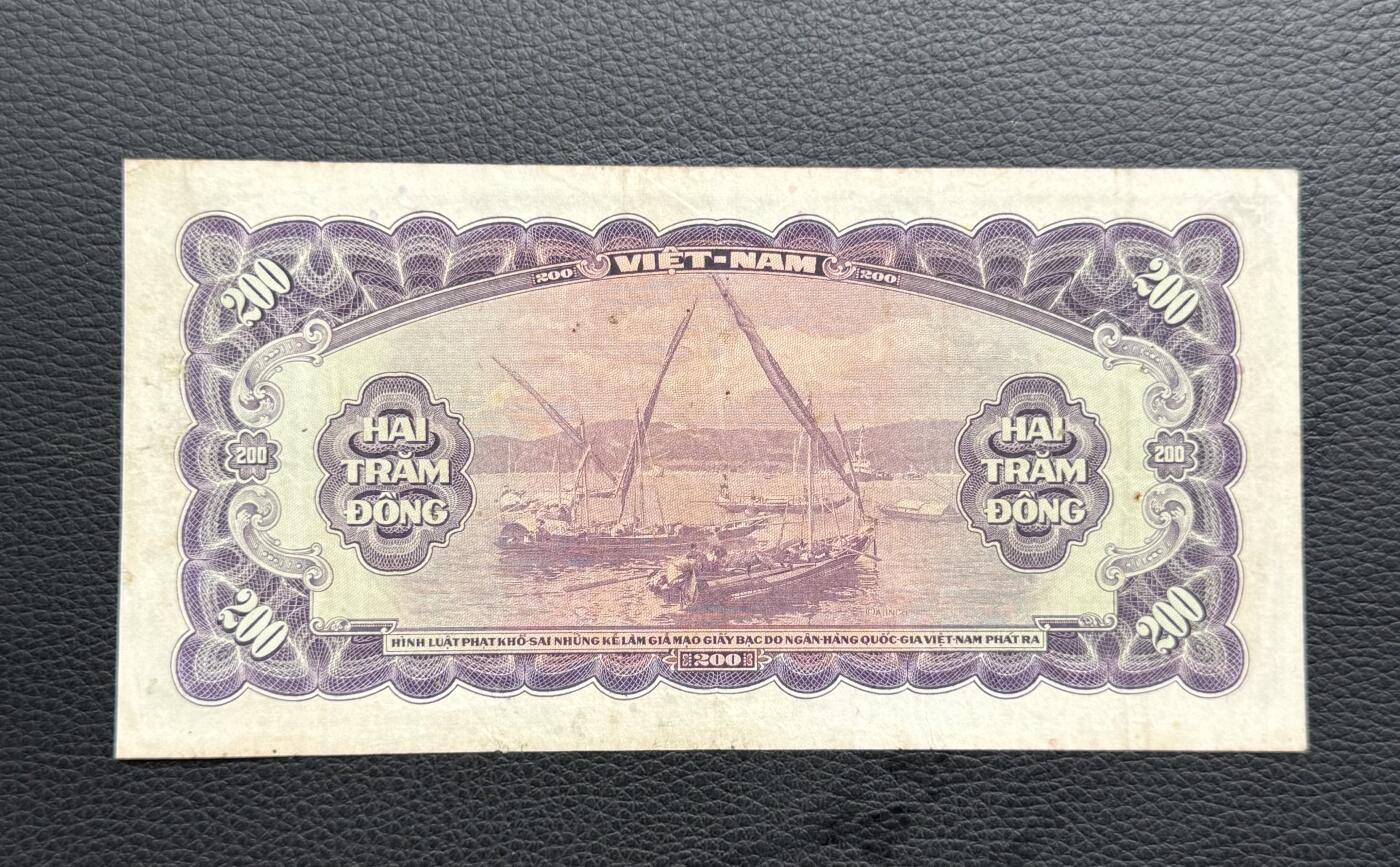 VIỆT-NAM
200 200
200 200
HAI
TRĂM
ĐỒNG
HAI
TRĂM
ĐỒNG
200 200
200 200
HÌNH LUẬT PHẠT KHỔ-SAI NHỮNG KẺ LÀM GIẢ MẠO GIẤY BẠC DO NGÂN-HÀNG QUỐC-GIA VIỆT-NAM PHÁT RA
200